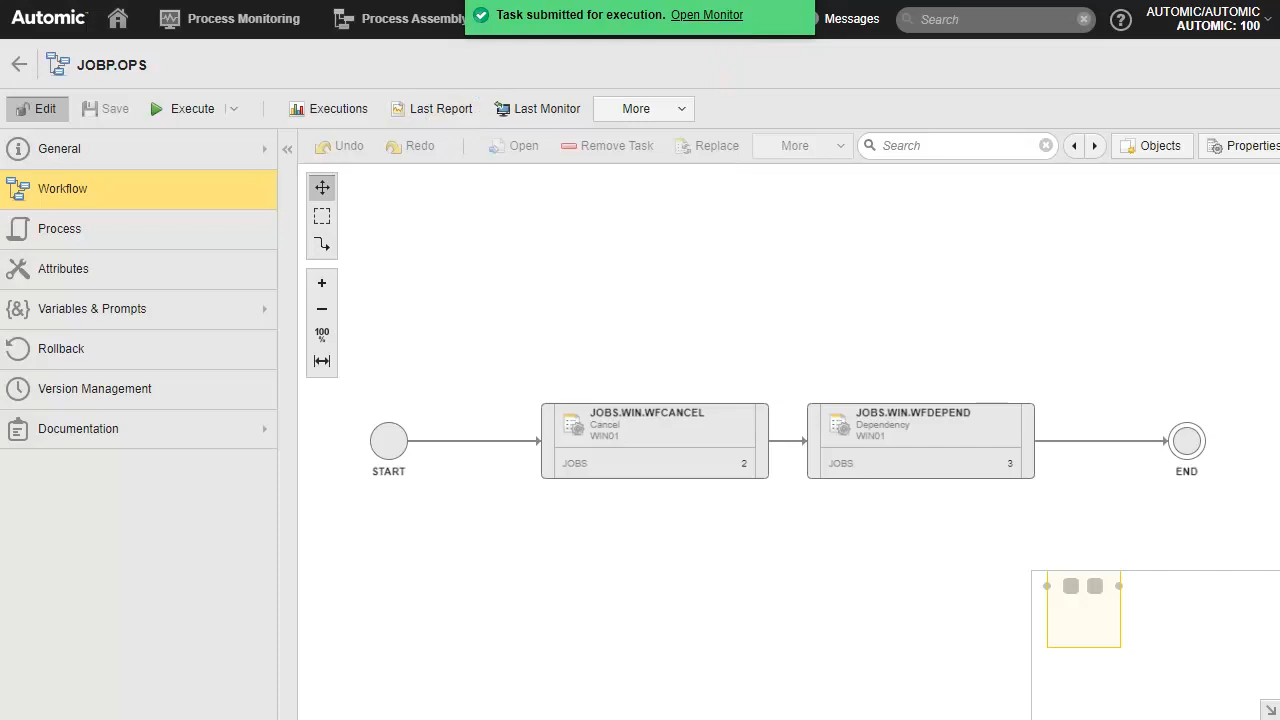 Automic
Process Monitoring
Process Assembly
Task submitted for execution. Open Monitor
Messages
Search
AUTOMIC/AUTOMIC
AUTOMIC: 100
JOBP.OPS
Edit
Save
Execute
Executions
Last Report
Last Monitor
More
General
Workflow
Process
Attributes
Variables & Prompts
Rollback
Version Management
Documentation
Undo
Redo
Open
Remove Task
Replace
More
Search
Objects
Properties
100
%
START
JOBS.WIN.WFCANCEL
Cancel
WIN01
JOBS 2
JOBS.WIN.WFDEPEND
Dependency
WIN01
JOBS 3
END